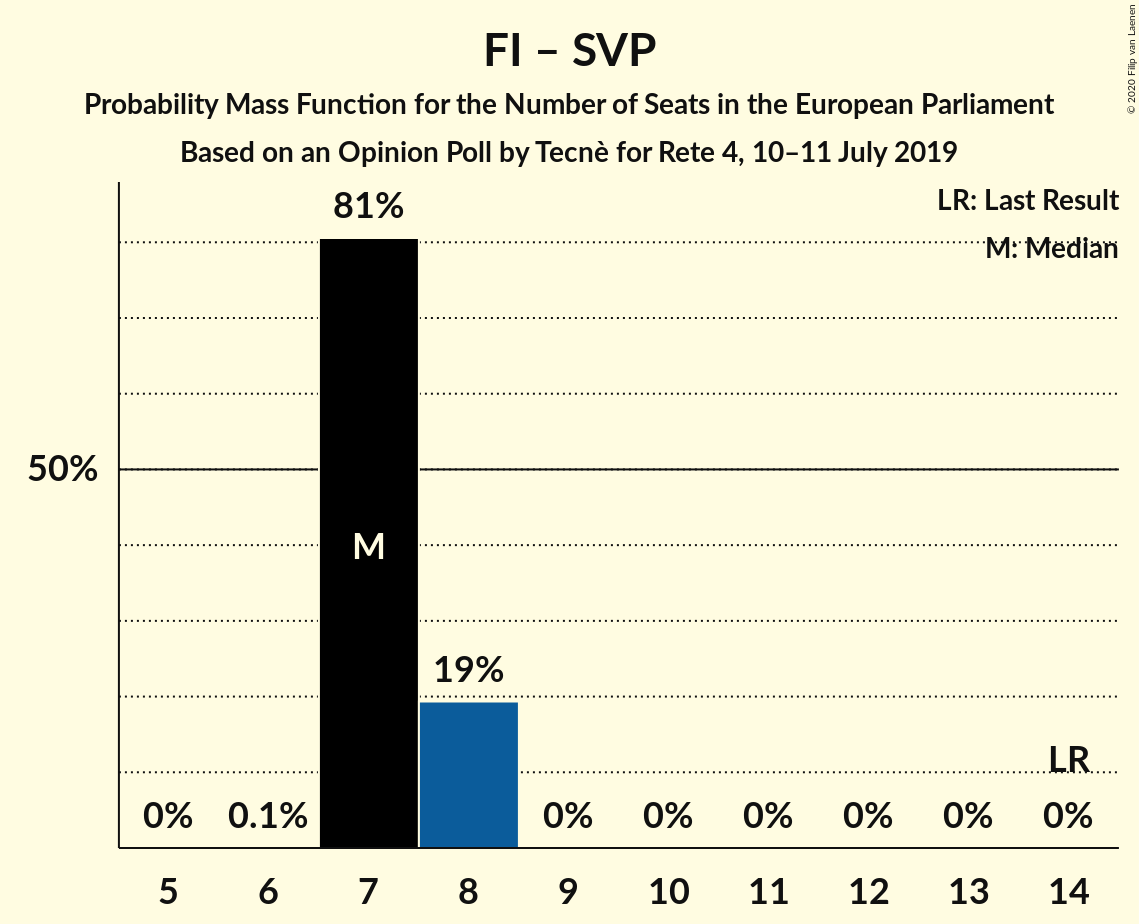 FI – SVP
Probability Mass Function for the Number of Seats in the European Parliament
Based on an Opinion Poll by Tecnè for Rete 4, 10–11 July 2019
© 2020 Filip van Laenen
LR: Last Result
M: Median
81%
50%
M
19%
LR
0% 0.1% 0% 0% 0% 0% 0% 0%
5 6 7 8 9 10 11 12 13 14